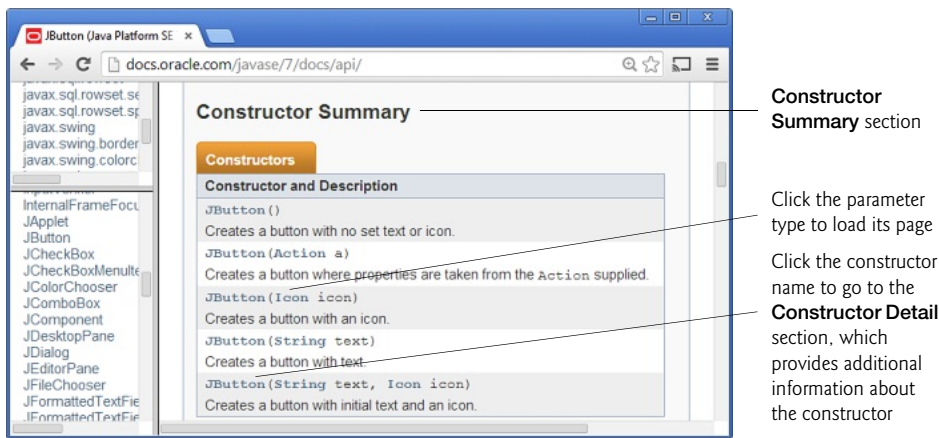 JButton (Java Platform SE
docs.oracle.com/javase/7/docs/api/
javax.sql.rowset.se
javax.sql.rowset.sp
javax.swing
javax.swing.border
javax.swing.colorc
InternalFrameFocu
JApplet
JButton
JCheckBox
JCheckBoxMenuIte
JColorChooser
JComboBox
JComponent
JDesktopPane
JDialog
JEditorPane
JFileChooser
JFormattedTextFie
JFormattedTextFie
Constructor Summary
Constructors
Constructor and Description
JButton()
Creates a button with no set text or icon.
JButton(Action a)
Creates a button where properties are taken from the Action supplied.
JButton(Icon icon)
Creates a button with an icon.
JButton(String text)
Creates a button with text.
JButton(String text, Icon icon)
Creates a button with initial text and an icon.
Constructor
Summary section
Click the parameter
type to load its page
Click the constructor
name to go to the
Constructor Detail
section, which
provides additional
information about
the constructor